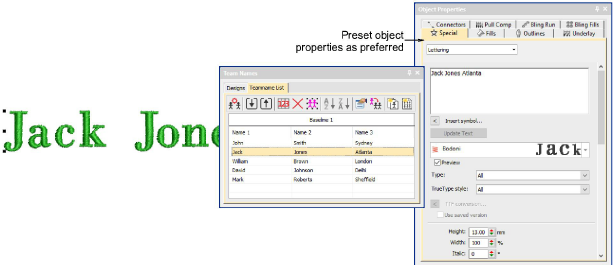 Preset object
properties as preferred
Jack Jone
Team Names
Designs Teamname List
Baseline 1
Name 1 Name 2 Name 3
John Smith Sydney
Jack Jones Atlanta
William Brown London
David Johnson Delhi
Mark Roberts Sheffield
Object Properties
Connectors Pull Comp Bling Run Bling Fills
Special Fills Outlines Underlay
Lettering
Jack Jones Atlanta
Insert symbol...
Update Text
Bodoni Jack
Preview
Type: All
TrueType style: All
TTF conversion...
Use saved version
Height: 13.00 mm
Width: 100 %
Italic: 0 °